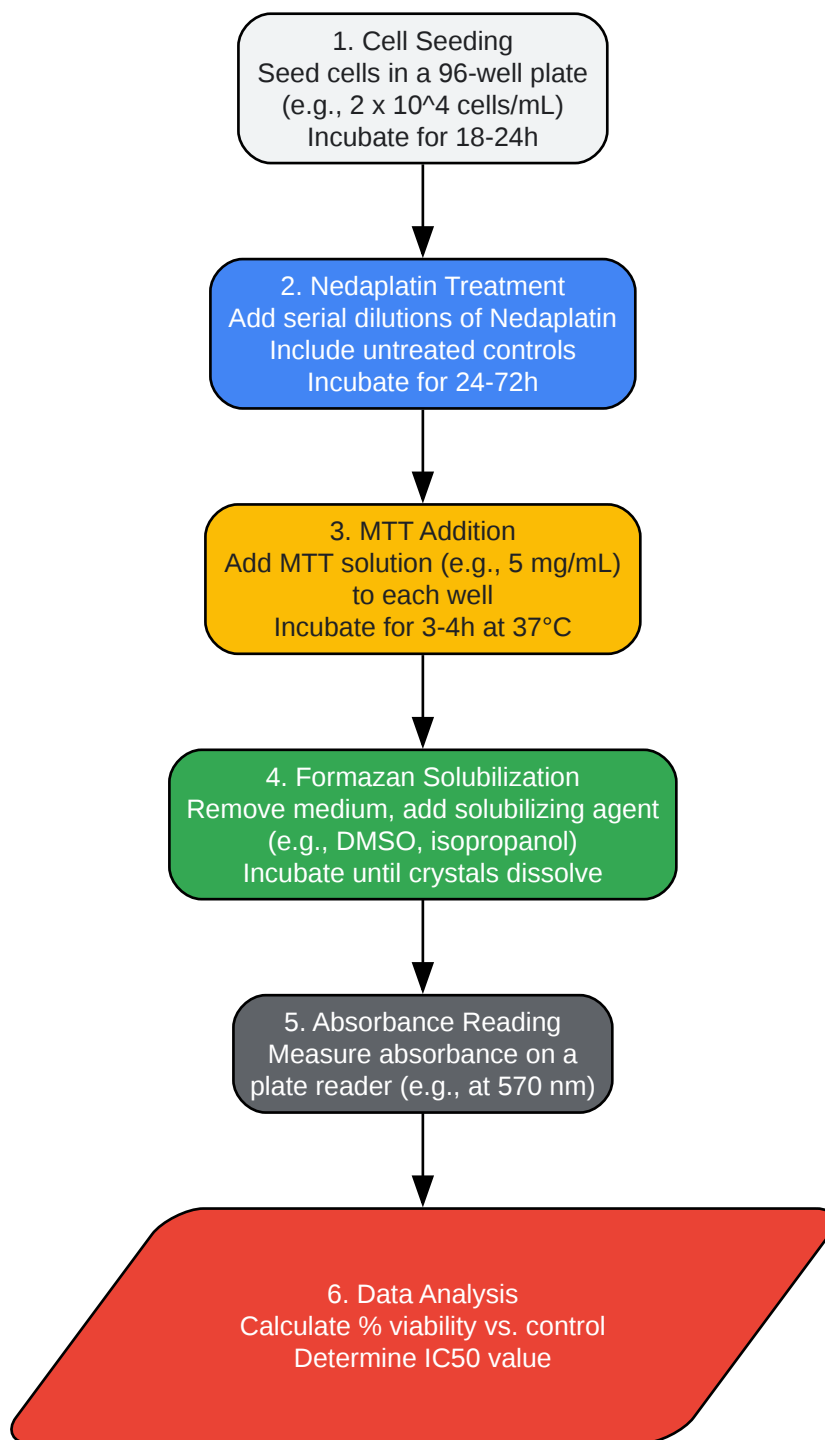 1. Cell Seeding
Seed cells in a 96-well plate
(e.g., 2 x 10^4 cells/mL)
Incubate for 18-24h
2. Nedaplatin Treatment
Add serial dilutions of Nedaplatin
Include untreated controls
Incubate for 24-72h
3. MTT Addition
Add MTT solution (e.g., 5 mg/mL)
to each well
Incubate for 3-4h at 37°C
4. Formazan Solubilization
Remove medium, add solubilizing agent
(e.g., DMSO, isopropanol)
Incubate until crystals dissolve
5. Absorbance Reading
Measure absorbance on a
plate reader (e.g., at 570 nm)
6. Data Analysis
Calculate % viability vs. control
Determine IC50 value